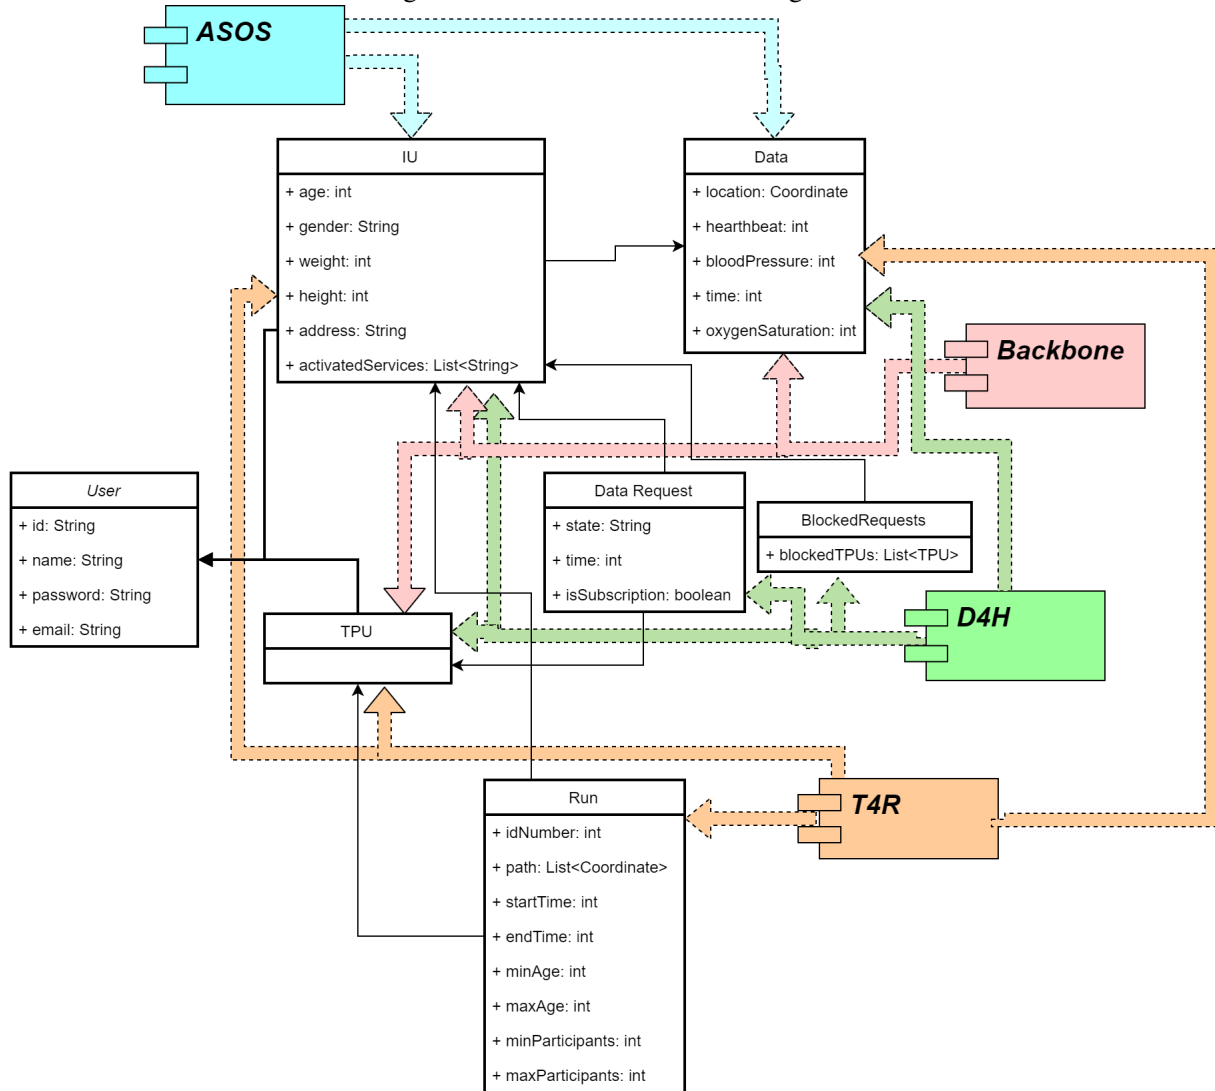 ASOS
IU
+ age: int
+ gender: String
+ weight: int
+ height: int
+ address: String
+ activatedServices: List<String>
Data
+ location: Coordinate
+ hearthbeat: int
+ bloodPressure: int
+ time: int
+ oxygenSaturation: int
Backbone
User
+ id: String
+ name: String
+ password: String
+ email: String
Data Request
+ state: String
+ time: int
+ isSubscription: boolean
BlockedRequests
+ blockedTPUs: List<TPU>
TPU
D4H
T4R
Run
+ idNumber: int
+ path: List<Coordinate>
+ startTime: int
+ endTime: int
+ minAge: int
+ maxAge: int
+ minParticipants: int
+ maxParticipants: int